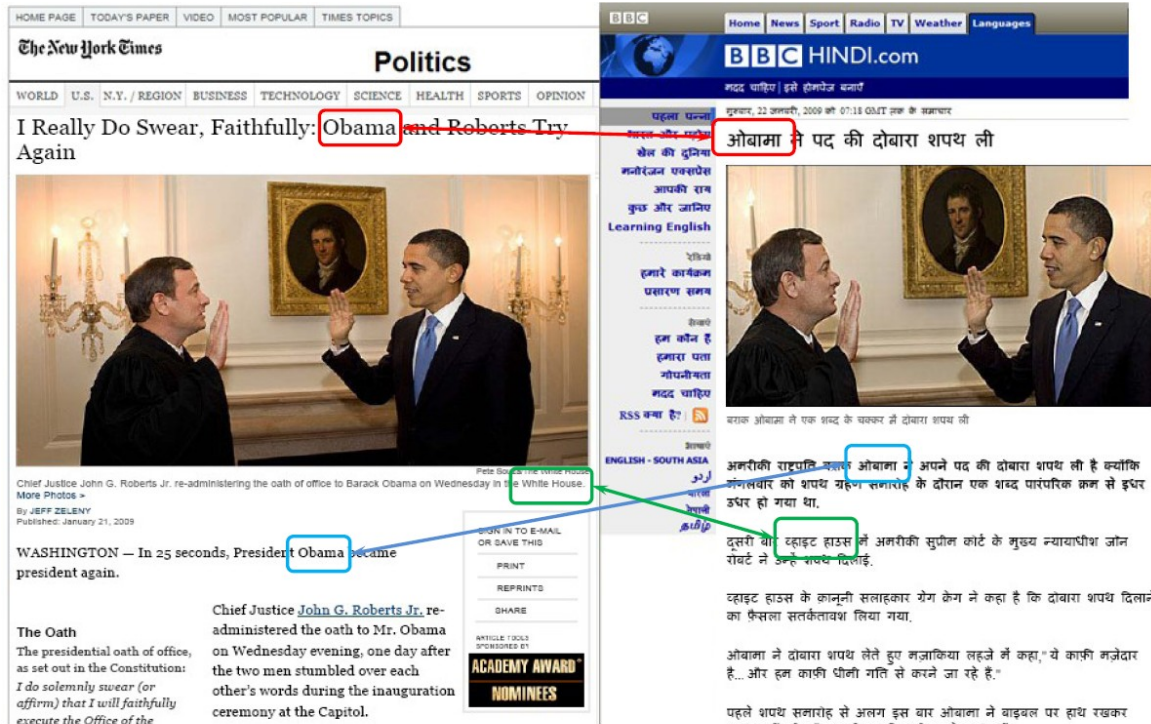 HOME PAGE TODAY'S PAPER VIDEO MOST POPULAR TIMES TOPICS
The New York Times
Politics
WORLD U.S. N.Y. / REGION BUSINESS TECHNOLOGY SCIENCE HEALTH SPORTS OPINION
I Really Do Swear, Faithfully: Obama and Roberts Try
Again
Pete Souza/The White House
Chief Justice John G. Roberts Jr. re-administering the oath of office to Barack Obama on Wednesday in the White House.
More Photos >
By JEFF ZELENY
Published: January 21, 2009
WASHINGTON — In 25 seconds, President Obama became
president again.
The Oath
The presidential oath of office,
as set out in the Constitution:
I do solemnly swear (or
affirm) that I will faithfully
execute the Office of the
Chief Justice John G. Roberts Jr. re-
administered the oath to Mr. Obama
on Wednesday evening, one day after
the two men stumbled over each
other's words during the inauguration
ceremony at the Capitol.
SIGN IN TO E-MAIL
OR SAVE THIS
PRINT
REPRINTS
SHARE
ARTICLE TOOLS
SPONSORED BY
ACADEMY AWARD
NOMINEES
BBC
Home News Sport Radio TV Weather Languages
BBC HINDI.com
मदद चाहिए| इसे होमपेज बनाएँ
गुरुवार, 22 जनवरी, 2009 को 07:18 GMT तक के समाचार
पहला पन्ना
भारत और पड़ोस
खेल की दुनिया
मनोरंजन एक्सप्रेस
आपकी राय
कुछ और जानिए
Learning English
रेडियो
हमारे कार्यक्रम
प्रसारण समय
सेवाएँ
हम कौन हैं
हमारा पता
गोपनीयता
मदद चाहिए
RSS क्या है?
भाषाएँ
ENGLISH - SOUTH ASIA
اردو
नेपाली
தமிழ்
ओबामा ने पद की दोबारा शपथ ली
बराक ओबामा ने एक शब्द के चक्कर में दोबारा शपथ ली
अमरीकी राष्ट्रपति बराक ओबामा ने अपने पद की दोबारा शपथ ली है क्योंकि
मंगलवार को शपथ ग्रहण समारोह के दौरान एक शब्द पारंपरिक क्रम से इधर
उधर हो गया था.
दूसरी बार व्हाइट हाउस में अमरीकी सुप्रीम कोर्ट के मुख्य न्यायाधीश जॉन
रॉबर्ट ने उन्हें शपथ दिलाई.
व्हाइट हाउस के क़ानूनी सलाहकार ग्रेग क्रेग ने कहा है कि दोबारा शपथ दिलाने
का फ़ैसला सतर्कतावश लिया गया.
ओबामा ने दोबारा शपथ लेते हुए मज़ाकिया लहजे में कहा," ये काफ़ी मज़ेदार
है... और हम काफ़ी धीमी गति से करने जा रहे हैं."
पहले शपथ समारोह से अलग इस बार ओबामा ने बाइबल पर हाथ रखकर